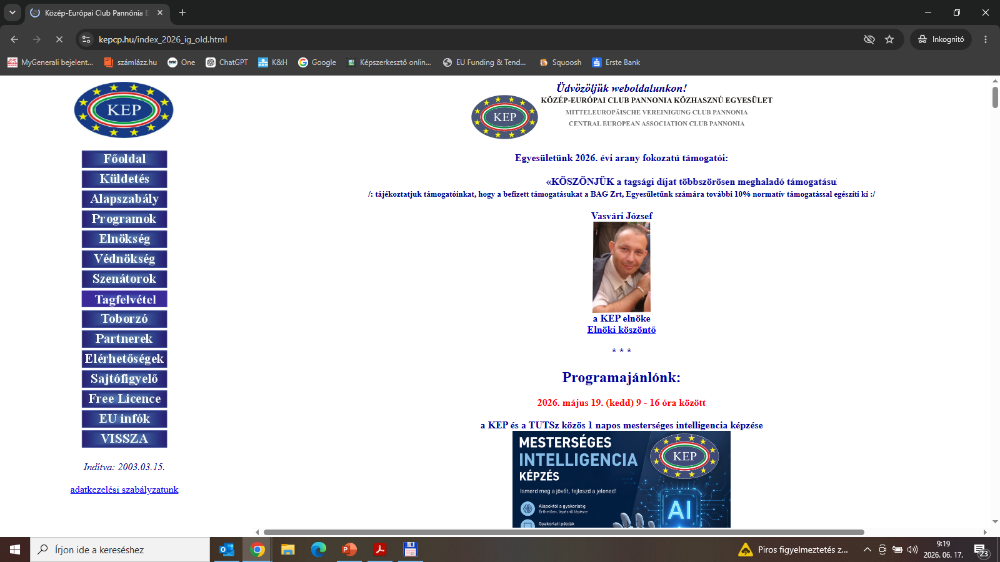 Közép-Európai Club Pannónia E
kepcp.hu/index_2026_ig_old.html
Inkognitó
MyGenerali bejelent...
számlázz.hu
One
ChatGPT
K&H
Google
Képszerkesztő onlin...
EU Funding & Tend...
Squoosh
Erste Bank
KEP
Főoldal
Küldetés
Alapszabály
Programok
Elnökség
Védnökség
Szenátorok
Tagfelvétel
Toborzó
Partnerek
Elérhetőségek
Sajtófigyelő
Free Licence
EU infók
VISSZA
Indítva: 2003.03.15.
adatkezelési szabályzatunk
Üdvözöljük weboldalunkon!
KEP
KÖZÉP-EURÓPAI CLUB PANNONIA KÖZHASZNÚ EGYESÜLET
MITTELEUROPÄISCHE VEREINIGUNG CLUB PANNONIA
CENTRAL EUROPEAN ASSOCIATION CLUB PANNONIA
Egyesületünk 2026. évi arany fokozatú támogatói:
«KÖSZÖNJÜK a tagsági díjat többszörösen meghaladó támogatásu
/: tájékoztatjuk támogatóinkat, hogy a befizett támogatásukat a BAG Zrt, Egyesületünk számára további 10% normatív támogatással egészíti ki :/
Vasvári József
a KEP elnöke
Elnöki köszöntő
* * *
Programajánlónk:
2026. május 19. (kedd) 9 - 16 óra között
a KEP és a TUTSz közös 1 napos mesterséges intelligencia képzése
MESTERSÉGES
INTELLIGENCIA
KÉPZÉS
KEP
Ismerd meg a jövőt, fejleszd a jelened!
Alapoktól a gyakorlatig
Érthetően, lépésről lépésre
Gyakorlati példák
AI
Írjon ide a kereséshez
Piros figyelmeztetés z...
9:19
2026. 06. 17.
23